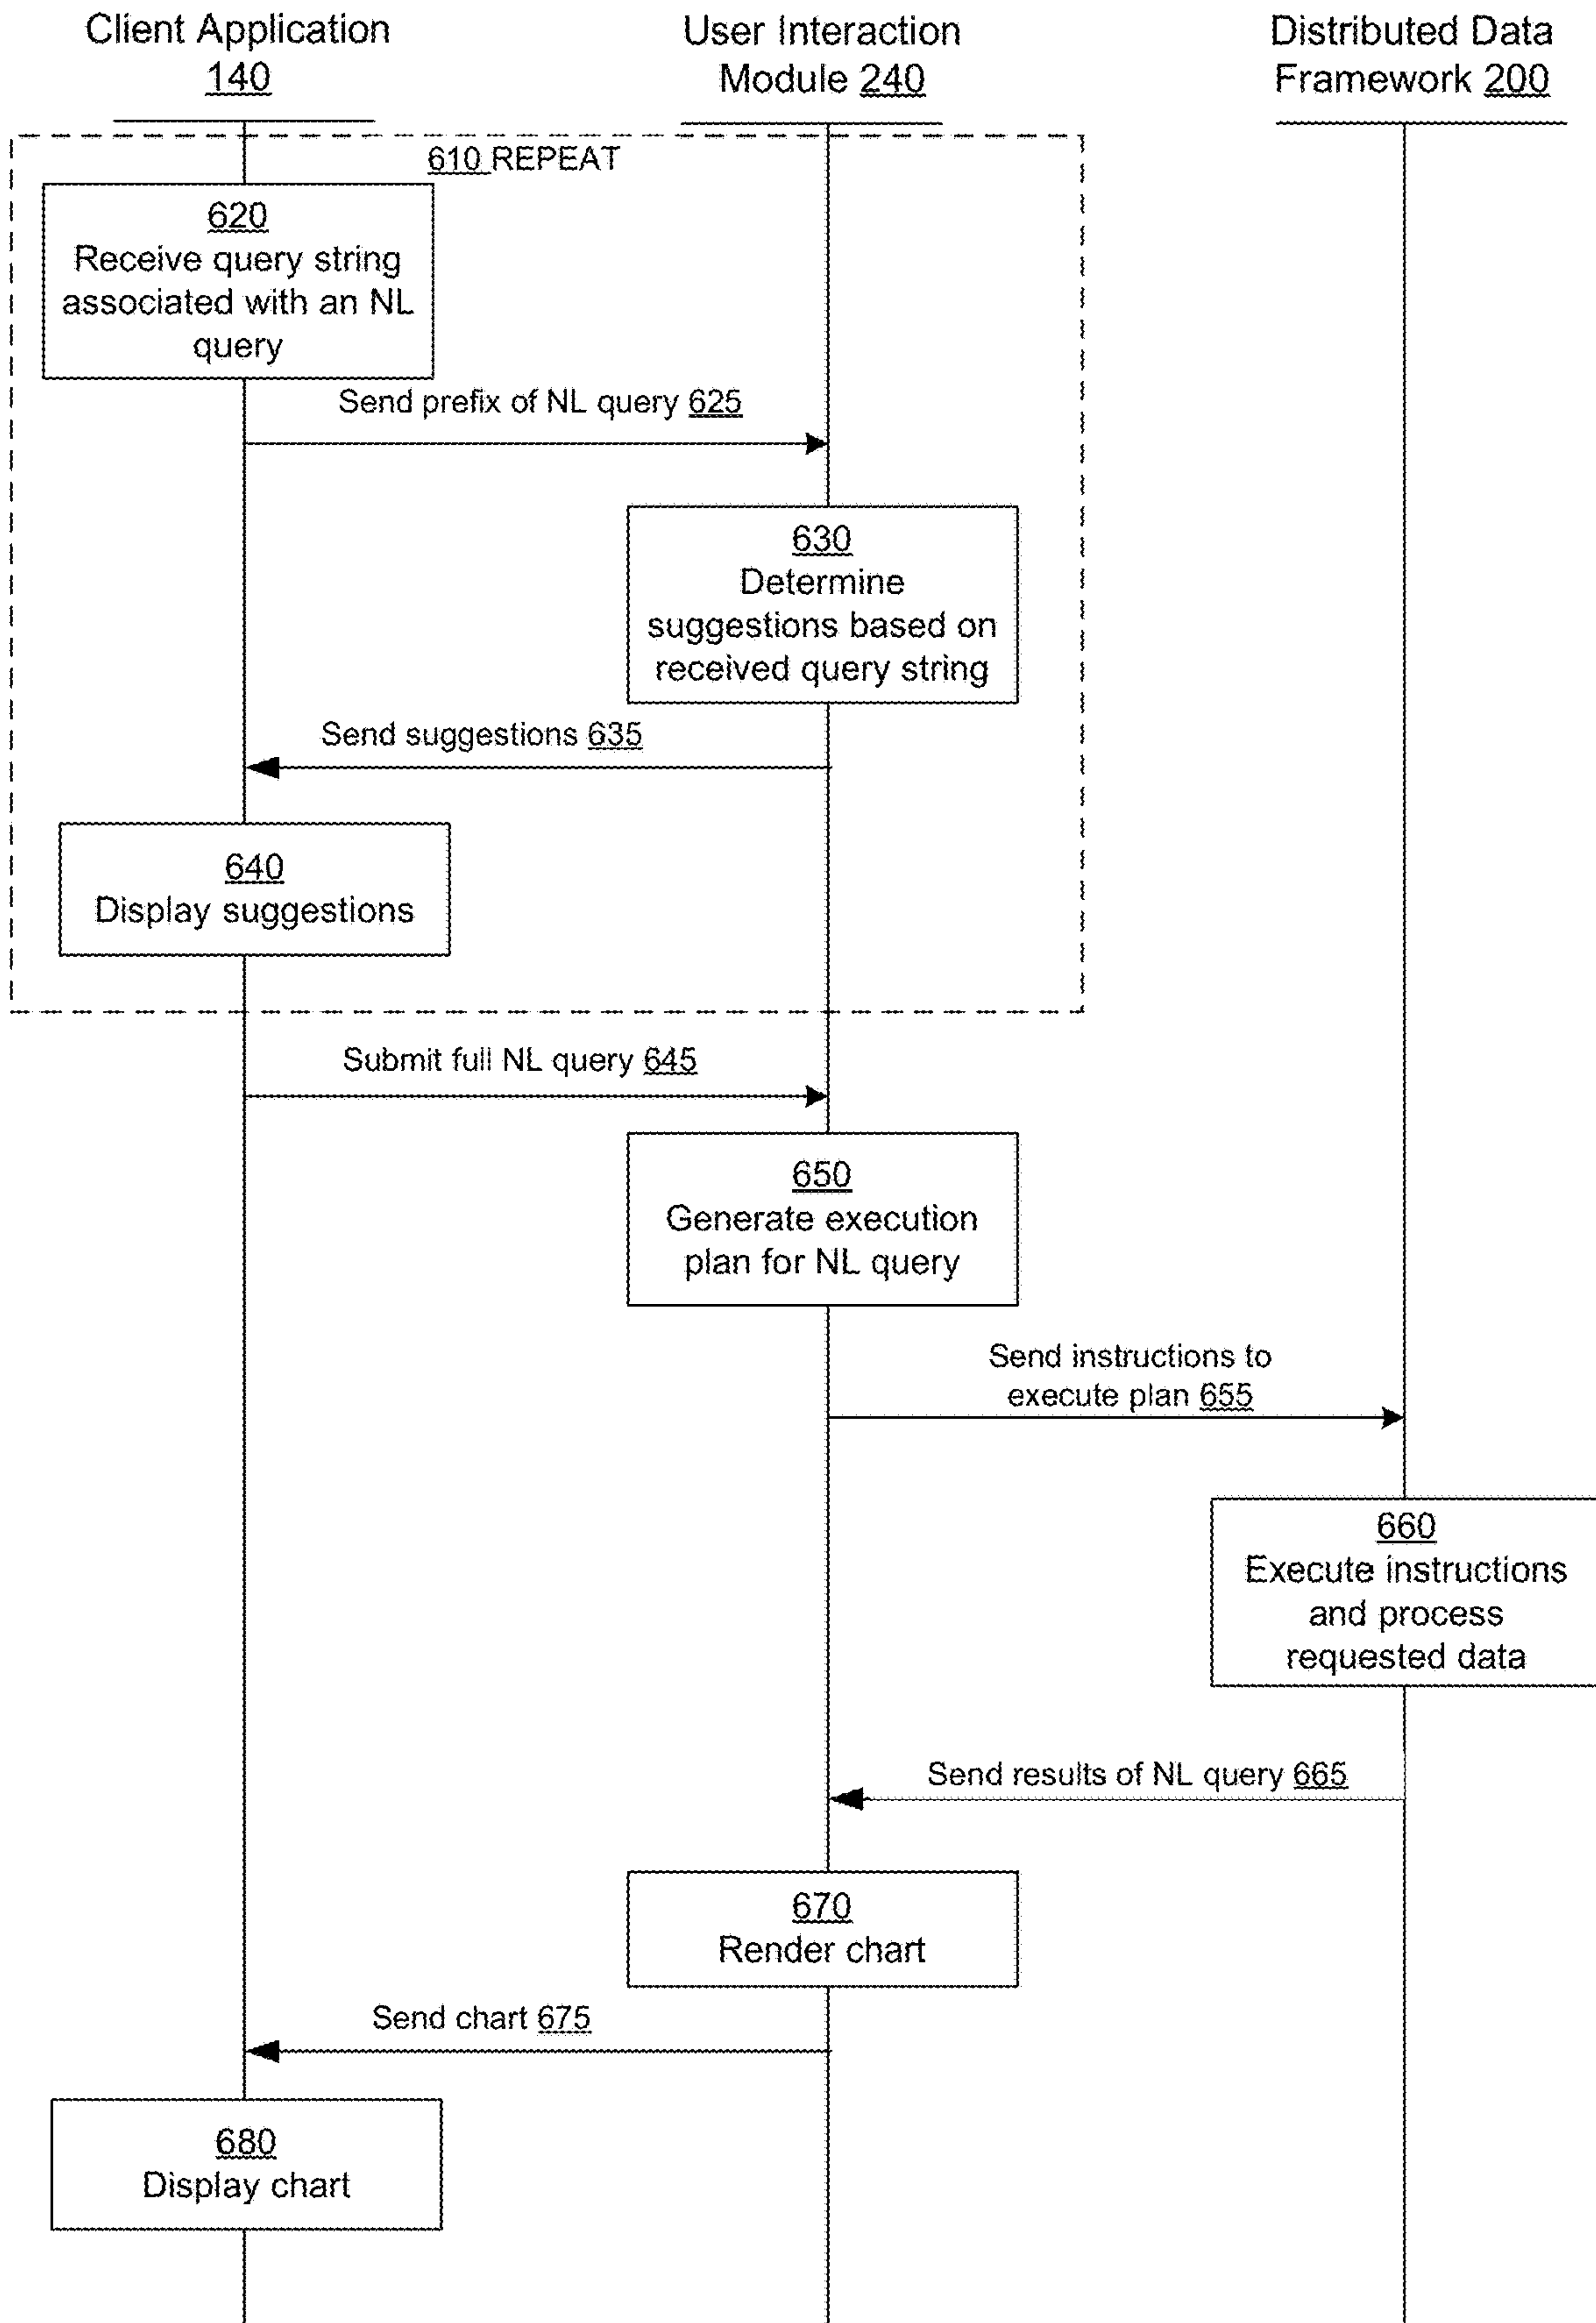 Client Application
140
User Interaction
Module 240
Distributed Data
Framework 200
610 REPEAT
620
Receive query string
associated with an NL
query
Send prefix of NL query 625
630
Determine
suggestions based on
received query string
Send suggestions 635
640
Display suggestions
Submit full NL query 645
650
Generate execution
plan for NL query
Send instructions to
execute plan 655
660
Execute instructions
and process
requested data
Send results of NL query 665
670
Render chart
Send chart 675
680
Display chart